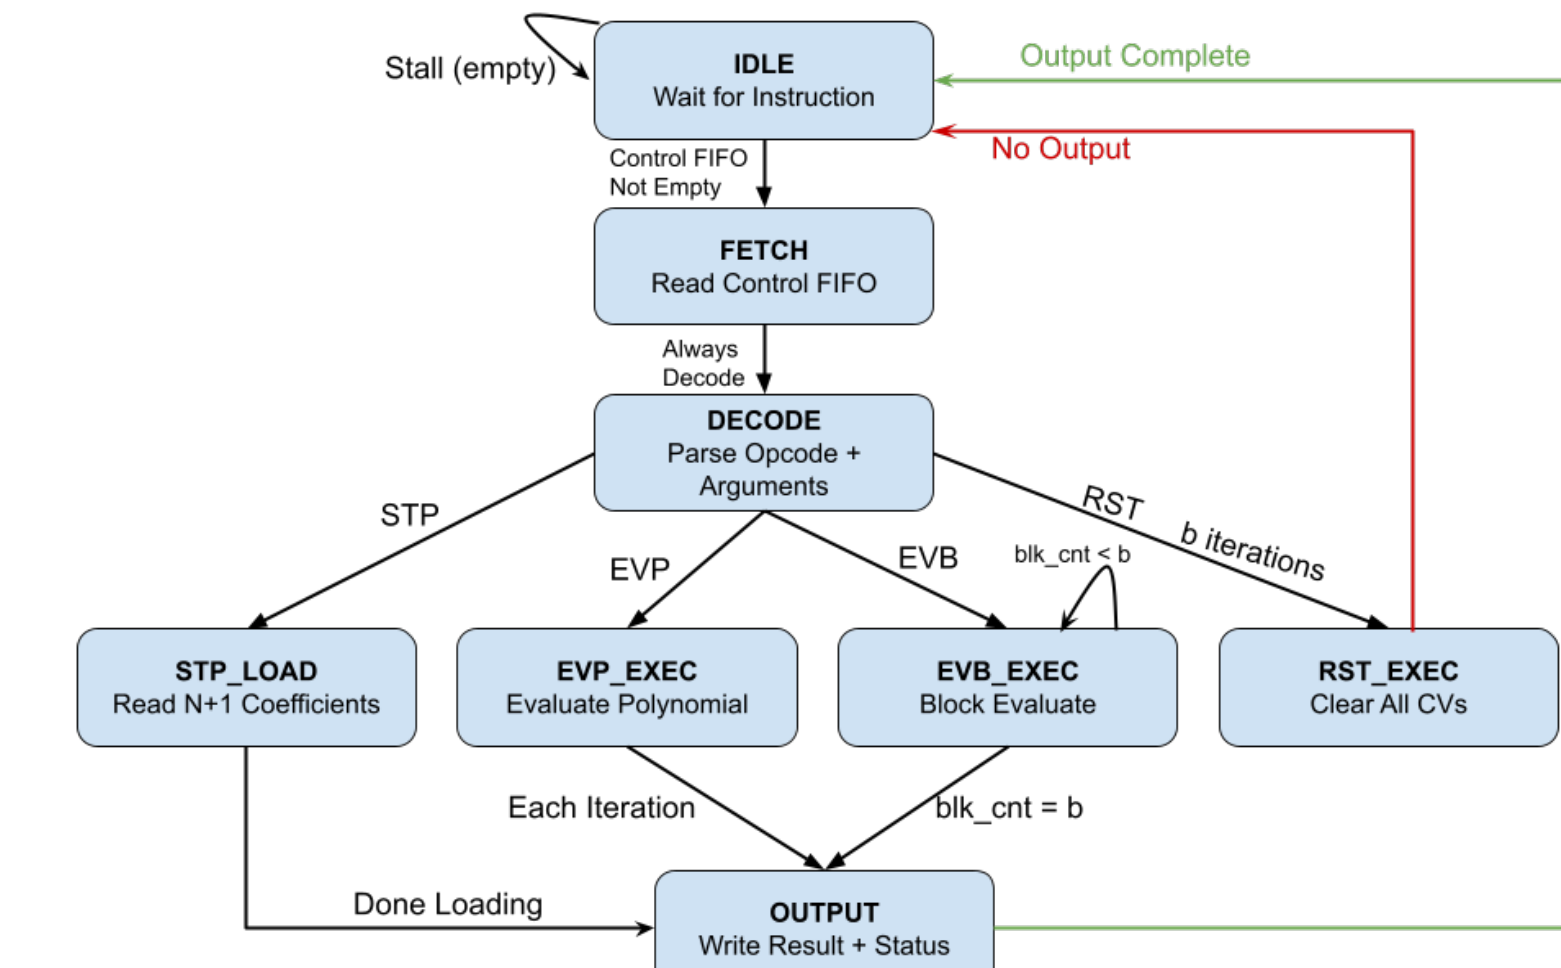 IDLE
Wait for Instruction
Stall (empty)
Output Complete
No Output
Control FIFO
Not Empty
FETCH
Read Control FIFO
Always
Decode
DECODE
Parse Opcode +
Arguments
STP
EVP
EVB
blk_cnt < b
RST
b iterations
STP_LOAD
Read N+1 Coefficients
EVP_EXEC
Evaluate Polynomial
EVB_EXEC
Block Evaluate
RST_EXEC
Clear All CVs
Each Iteration
blk_cnt = b
Done Loading
OUTPUT
Write Result + Status